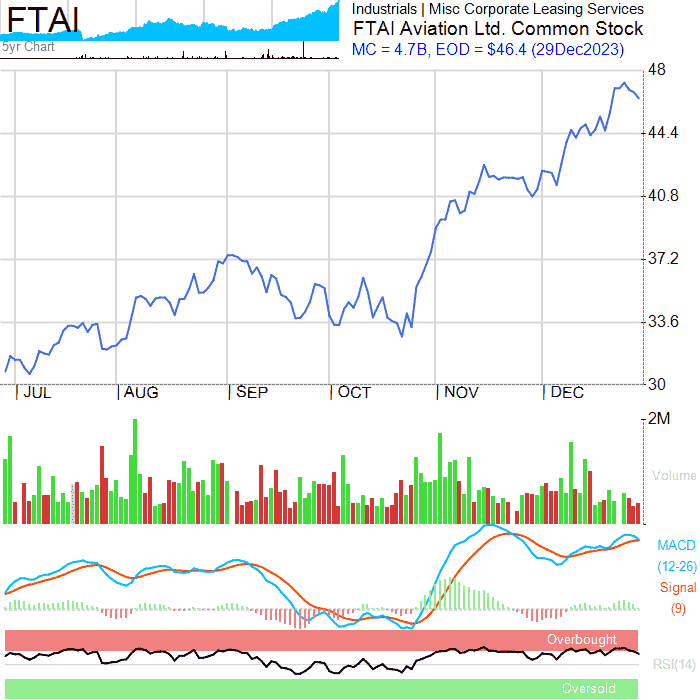 FTAI
5yr Chart
Industrials | Misc Corporate Leasing Services
FTAI Aviation Ltd. Common Stock
MC = 4.7B, EOD = $46.4 (29Dec2023)
48
44.4
40.8
37.2
33.6
30
JUL AUG SEP OCT NOV DEC
2M
Volume
MACD
(12-26)
Signal
(9)
Overbought
RSI(14)
Oversold